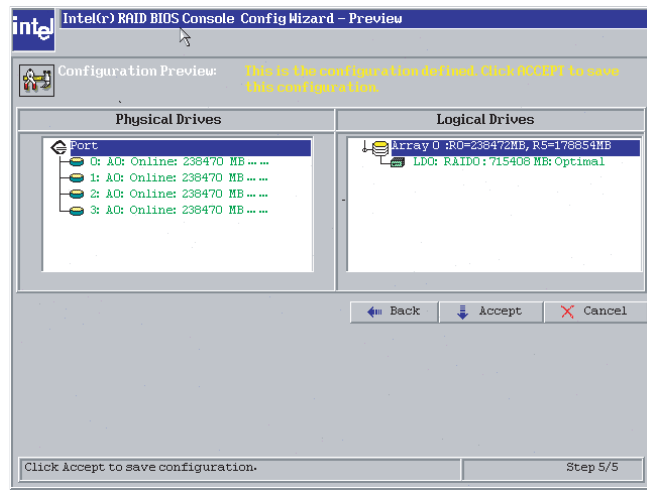 intel
Intel(r) RAID BIOS Console Config Wizard – Preview
Configuration Preview:
This is the configuration defined. Click ACCEPT to save
this configuration.
Physical Drives
Port
0: A0: Online: 238470 MB ... ...
1: A0: Online: 238470 MB ... ...
2: A0: Online: 238470 MB ... ...
3: A0: Online: 238470 MB ... ...
Logical Drives
Array 0 :R0=238472MB, R5=178854MB
LD0: RAID0 : 715408 MB: Optimal
Back
Accept
Cancel
Click Accept to save configuration.
Step 5/5